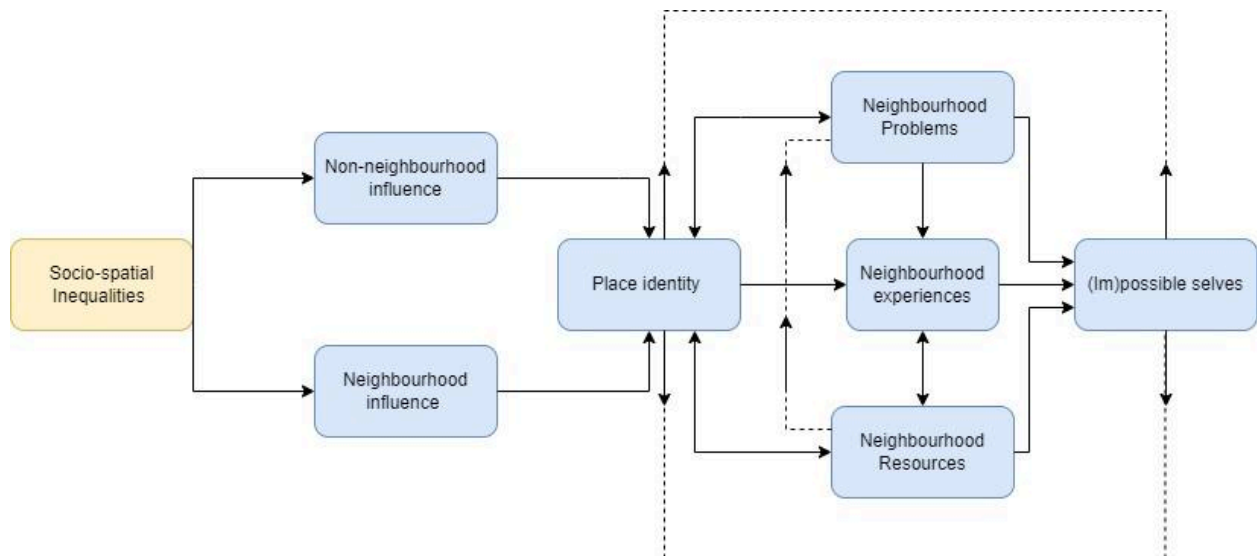 Socio-spatial
Inequalities
Non-neighbourhood
influence
Neighbourhood
influence
Place identity
Neighbourhood
Problems
Neighbourhood
experiences
Neighbourhood
Resources
(Im)possible selves